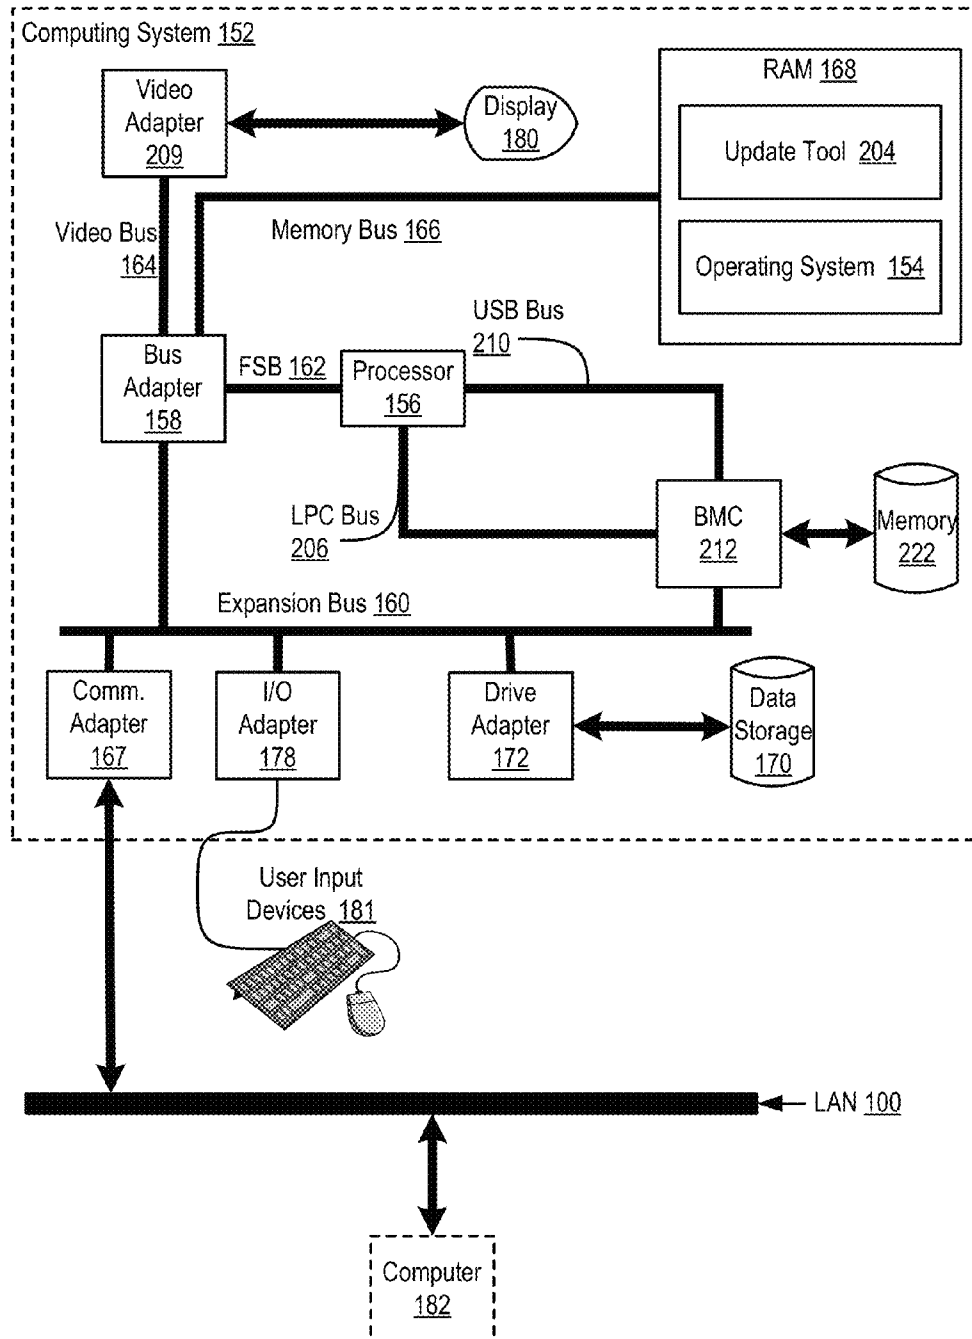 Computing System 152
Video
Adapter
209
Display
180
RAM 168
Update Tool 204
Operating System 154
Video Bus
164
Memory Bus 166
USB Bus
210
Bus
Adapter
158
FSB 162
Processor
156
LPC Bus
206
BMC
212
Memory
222
Expansion Bus 160
Comm.
Adapter
167
I/O
Adapter
178
Drive
Adapter
172
Data
Storage
170
User Input
Devices 181
LAN 100
Computer
182